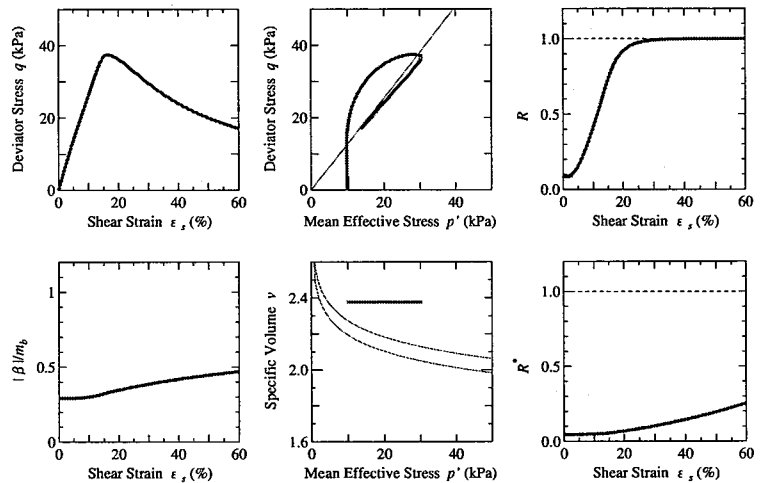 Deviator Stress q (kPa)
40
20
0
0 20 40 60
Shear Strain ε s (%)
Deviator Stress q (kPa)
40
20
0
0 20 40
Mean Effective Stress p' (kPa)
R
1.0
0.5
0.0
0 20 40 60
Shear Strain ε s (%)
|β|/m b
1
0.5
0
0 20 40 60
Shear Strain ε s (%)
Specific Volume v
2.4
2.0
1.6
0 20 40
Mean Effective Stress p' (kPa)
R*
1.0
0.5
0.0
0 20 40 60
Shear Strain ε s (%)